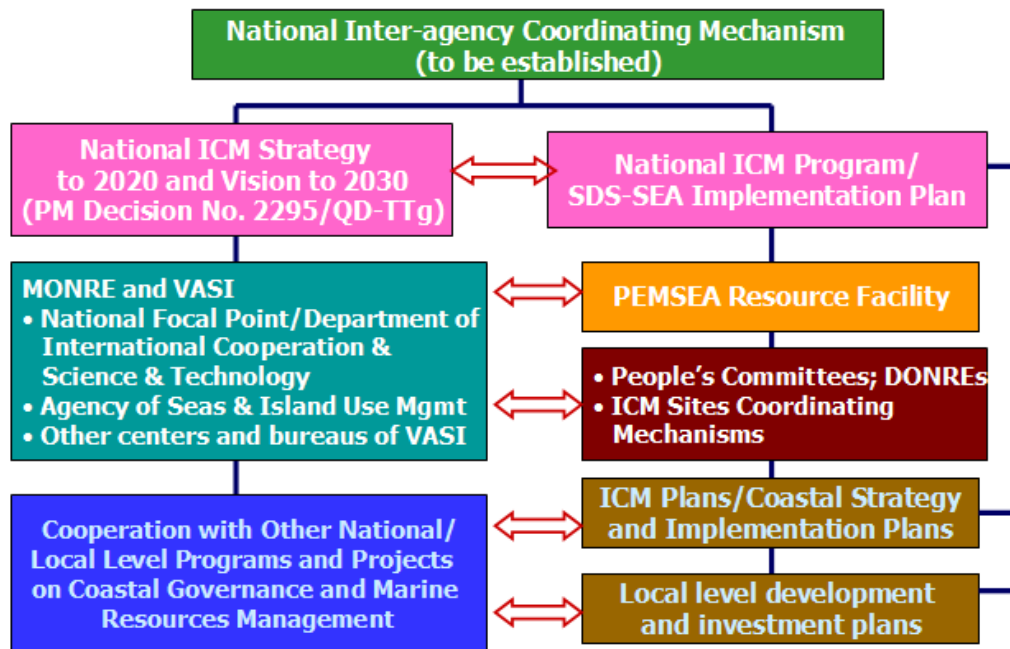 National Inter-agency Coordinating Mechanism
(to be established)
National ICM Strategy
to 2020 and Vision to 2030
(PM Decision No. 2295/QD-TTg)
National ICM Program/
SDS-SEA Implementation Plan
MONRE and VASI
• National Focal Point/Department of
International Cooperation &
Science & Technology
• Agency of Seas & Island Use Mgmt
• Other centers and bureaus of VASI
PEMSEA Resource Facility
• People's Committees; DONREs
• ICM Sites Coordinating
Mechanisms
Cooperation with Other National/
Local Level Programs and Projects
on Coastal Governance and Marine
Resources Management
ICM Plans/Coastal Strategy
and Implementation Plans
Local level development
and investment plans